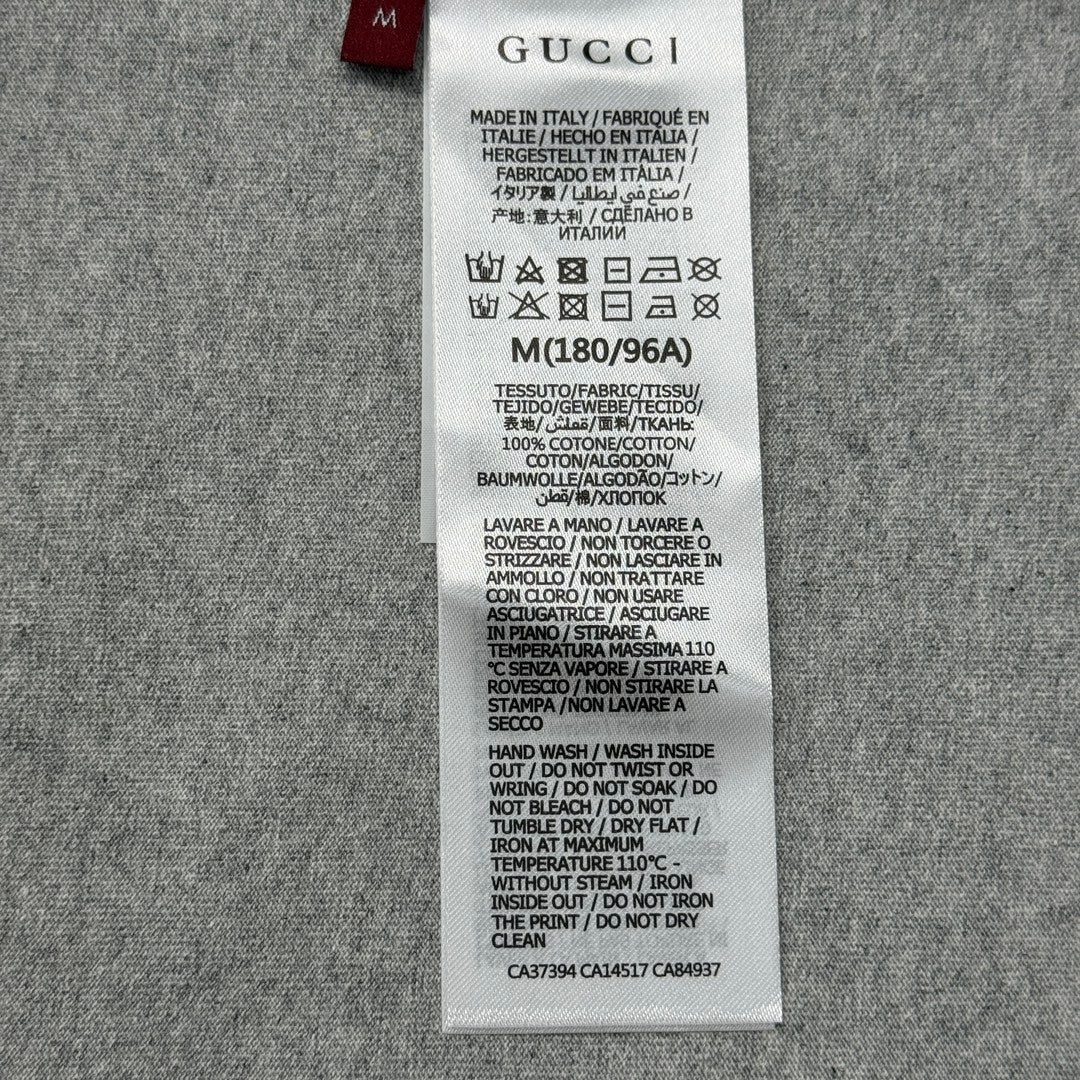 M
GUCCI
MADE IN ITALY / FABRIQUÉ EN
ITALIE / HECHO EN ITALIA /
HERGESTELLT IN ITALIEN /
FABRICADO EM ITÀLIA /
イタリア製 / صنع في ايطاليا /
产地:意大利 / СДЕЛАНО В
ИТАЛИИ
M(180/96A)
TESSUTO/FABRIC/TISSU/
TEJIDO/GEWEBE/TECIDO/
表地/قماش/面料/ТКАНЬ:
100% COTONE/COTTON/
COTON/ALGODON/
BAUMWOLLE/ALGODÃO/コットン/
قطن/棉/ХЛОПОК
LAVARE A MANO / LAVARE A
ROVESCIO / NON TORCERE O
STRIZZARE / NON LASCIARE IN
AMMOLLO / NON TRATTARE
CON CLORO / NON USARE
ASCIUGATRICE / ASCIUGARE
IN PIANO / STIRARE A
TEMPERATURA MASSIMA 110
°C SENZA VAPORE / STIRARE A
ROVESCIO / NON STIRARE LA
STAMPA / NON LAVARE A
SECCO
HAND WASH / WASH INSIDE
OUT / DO NOT TWIST OR
WRING / DO NOT SOAK / DO
NOT BLEACH / DO NOT
TUMBLE DRY / DRY FLAT /
IRON AT MAXIMUM
TEMPERATURE 110°C -
WITHOUT STEAM / IRON
INSIDE OUT / DO NOT IRON
THE PRINT / DO NOT DRY
CLEAN
CA37394 CA14517 CA84937